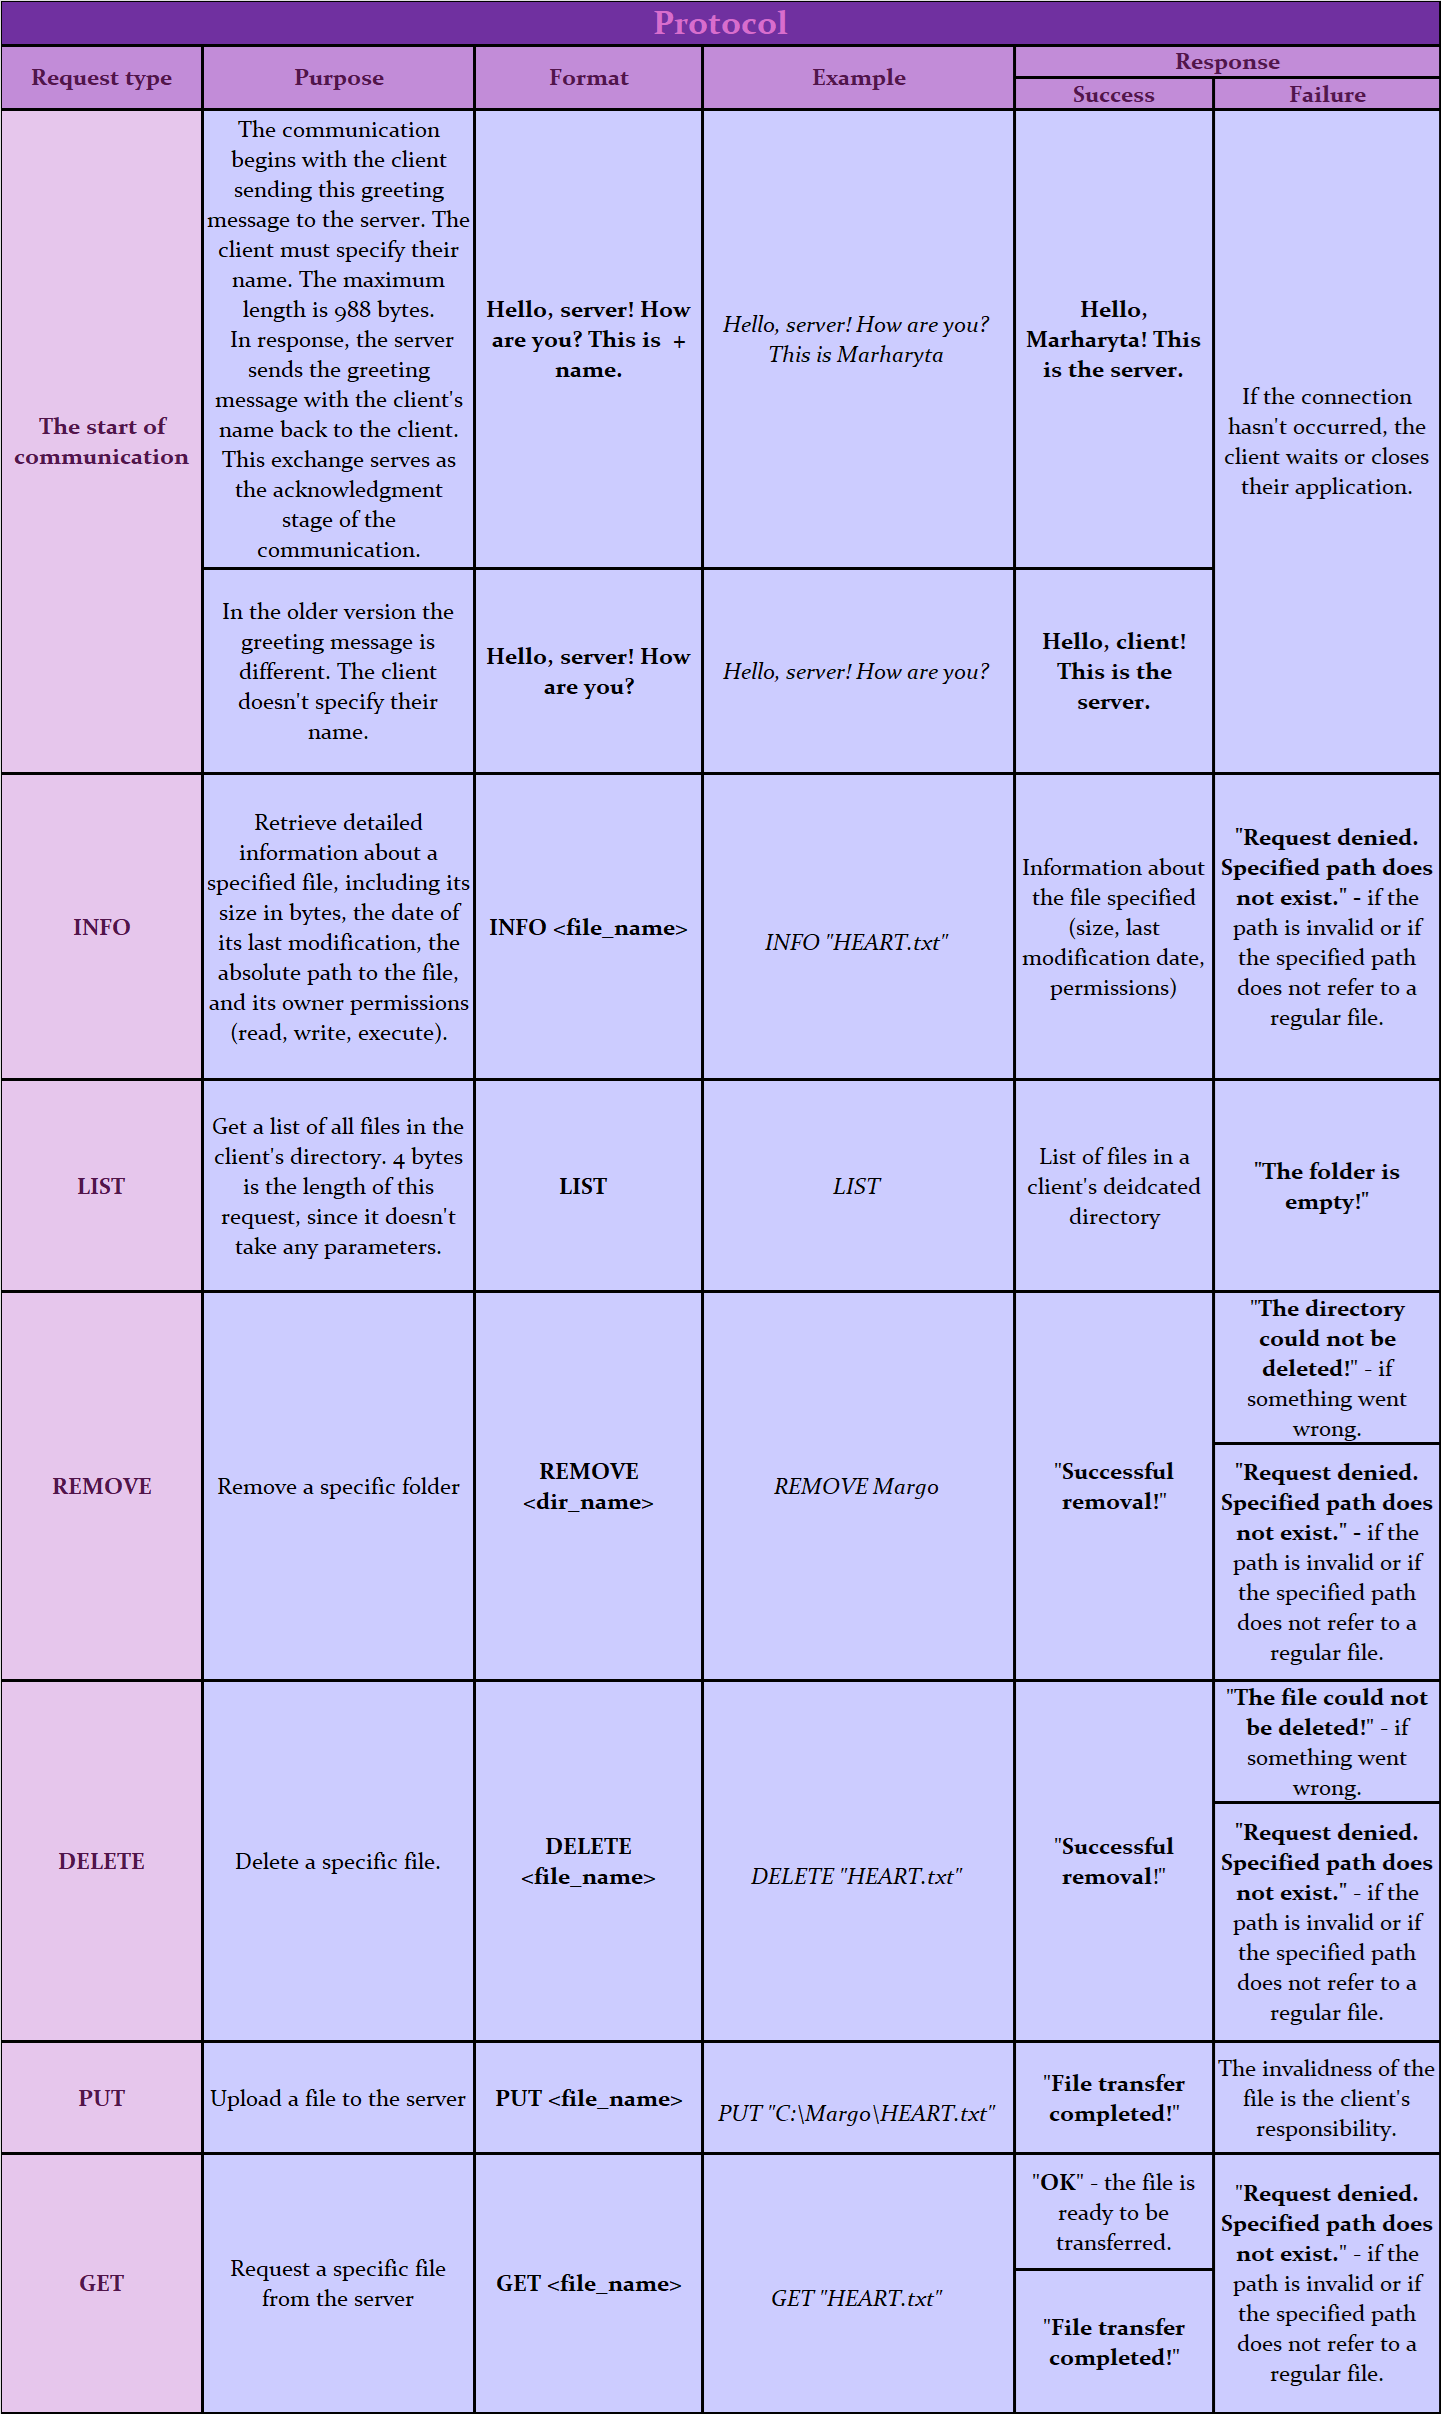 Protocol
Request type
Purpose
Format
Example
Response
Success
Failure
The start of
communication
The communication
begins with the client
sending this greeting
message to the server. The
client must specify their
name. The maximum
length is 988 bytes.
In response, the server
sends the greeting
message with the client's
name back to the client.
This exchange serves as
the acknowledgment
stage of the
communication.
Hello, server! How
are you? This is  +
name.
Hello, server! How are you?
This is Marharyta
Hello,
Marharyta! This
is the server.
If the connection
hasn't occurred, the
client waits or closes
their application.
In the older version the
greeting message is
different. The client
doesn't specify their
name.
Hello, server! How
are you?
Hello, server! How are you?
Hello, client!
This is the
server.
INFO
Retrieve detailed
information about a
specified file, including its
size in bytes, the date of
its last modification, the
absolute path to the file,
and its owner permissions
(read, write, execute).
INFO <file_name>
INFO "HEART.txt"
Information about
the file specified
(size, last
modification date,
permissions)
"Request denied.
Specified path does
not exist." - if the
path is invalid or if
the specified path
does not refer to a
regular file.
LIST
Get a list of all files in the
client's directory. 4 bytes
is the length of this
request, since it doesn't
take any parameters.
LIST
LIST
List of files in a
client's deidcated
directory
"The folder is
empty!"
REMOVE
Remove a specific folder
REMOVE
<dir_name>
REMOVE Margo
"Successful
removal!"
"The directory
could not be
deleted!" - if
something went
wrong.
"Request denied.
Specified path does
not exist." - if the
path is invalid or if
the specified path
does not refer to a
regular file.
DELETE
Delete a specific file.
DELETE
<file_name>
DELETE "HEART.txt"
"Successful
removal!"
"The file could not
be deleted!" - if
something went
wrong.
"Request denied.
Specified path does
not exist." - if the
path is invalid or if
the specified path
does not refer to a
regular file.
PUT
Upload a file to the server
PUT <file_name>
PUT "C:\Margo\HEART.txt"
"File transfer
completed!"
The invalidness of the
file is the client's
responsibility.
GET
Request a specific file
from the server
GET <file_name>
GET "HEART.txt"
"OK" - the file is
ready to be
transferred.
"File transfer
completed!"
"Request denied.
Specified path does
not exist." - if the
path is invalid or if
the specified path
does not refer to a
regular file.